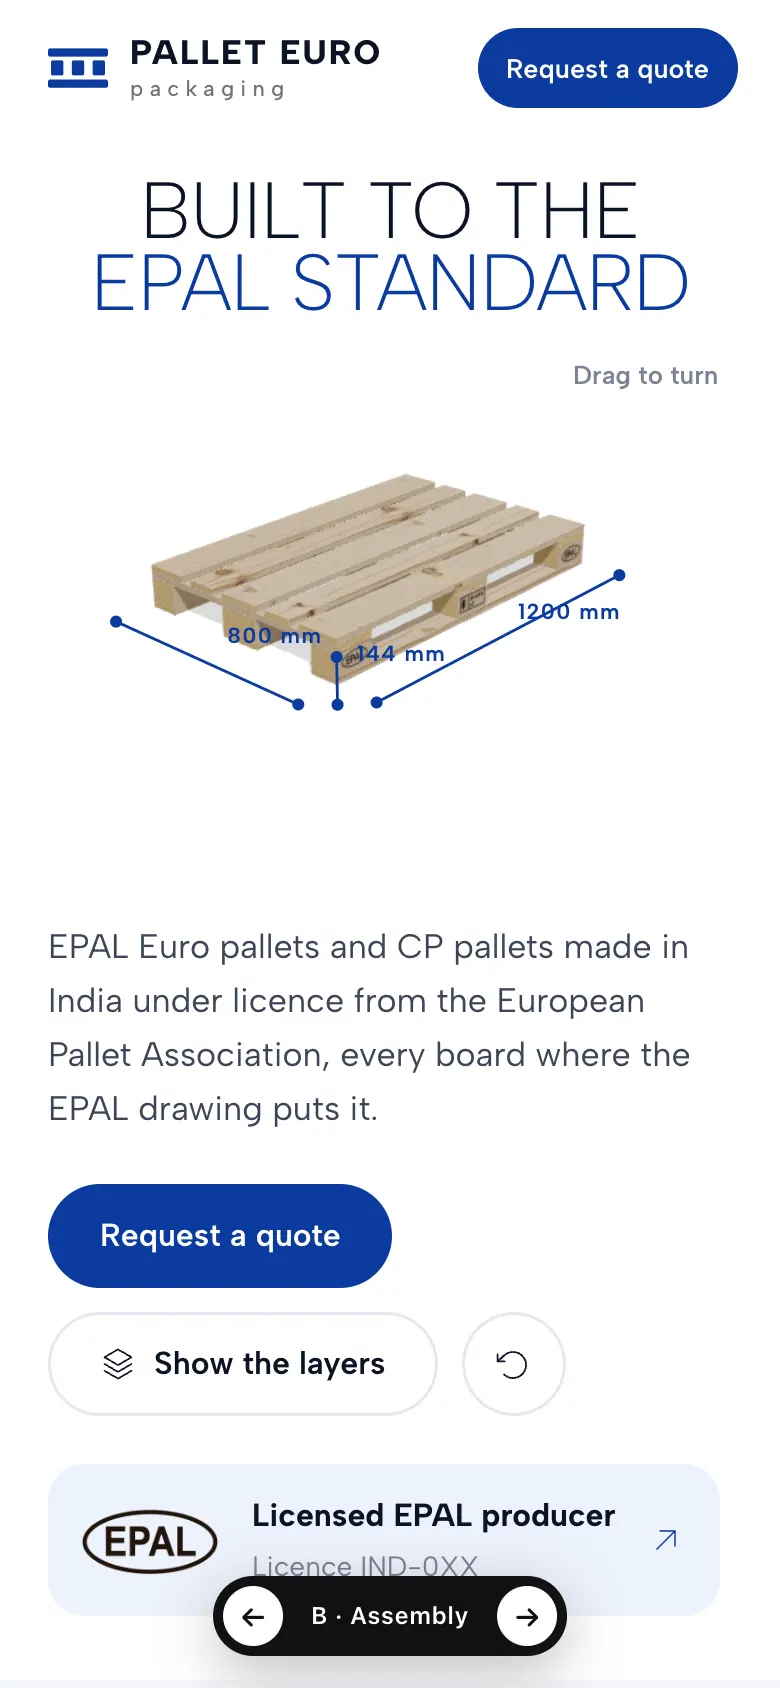 PALLET EURO
packaging
Request a quote
BUILT TO THE
EPAL STANDARD
Drag to turn
EPAL
1200 mm
800 mm
144 mm
EPAL Euro pallets and CP pallets made in
India under licence from the European
Pallet Association, every board where the
EPAL drawing puts it.
Request a quote
Show the layers
EPAL
Licensed EPAL producer
Licence IND-0XX
B · Assembly